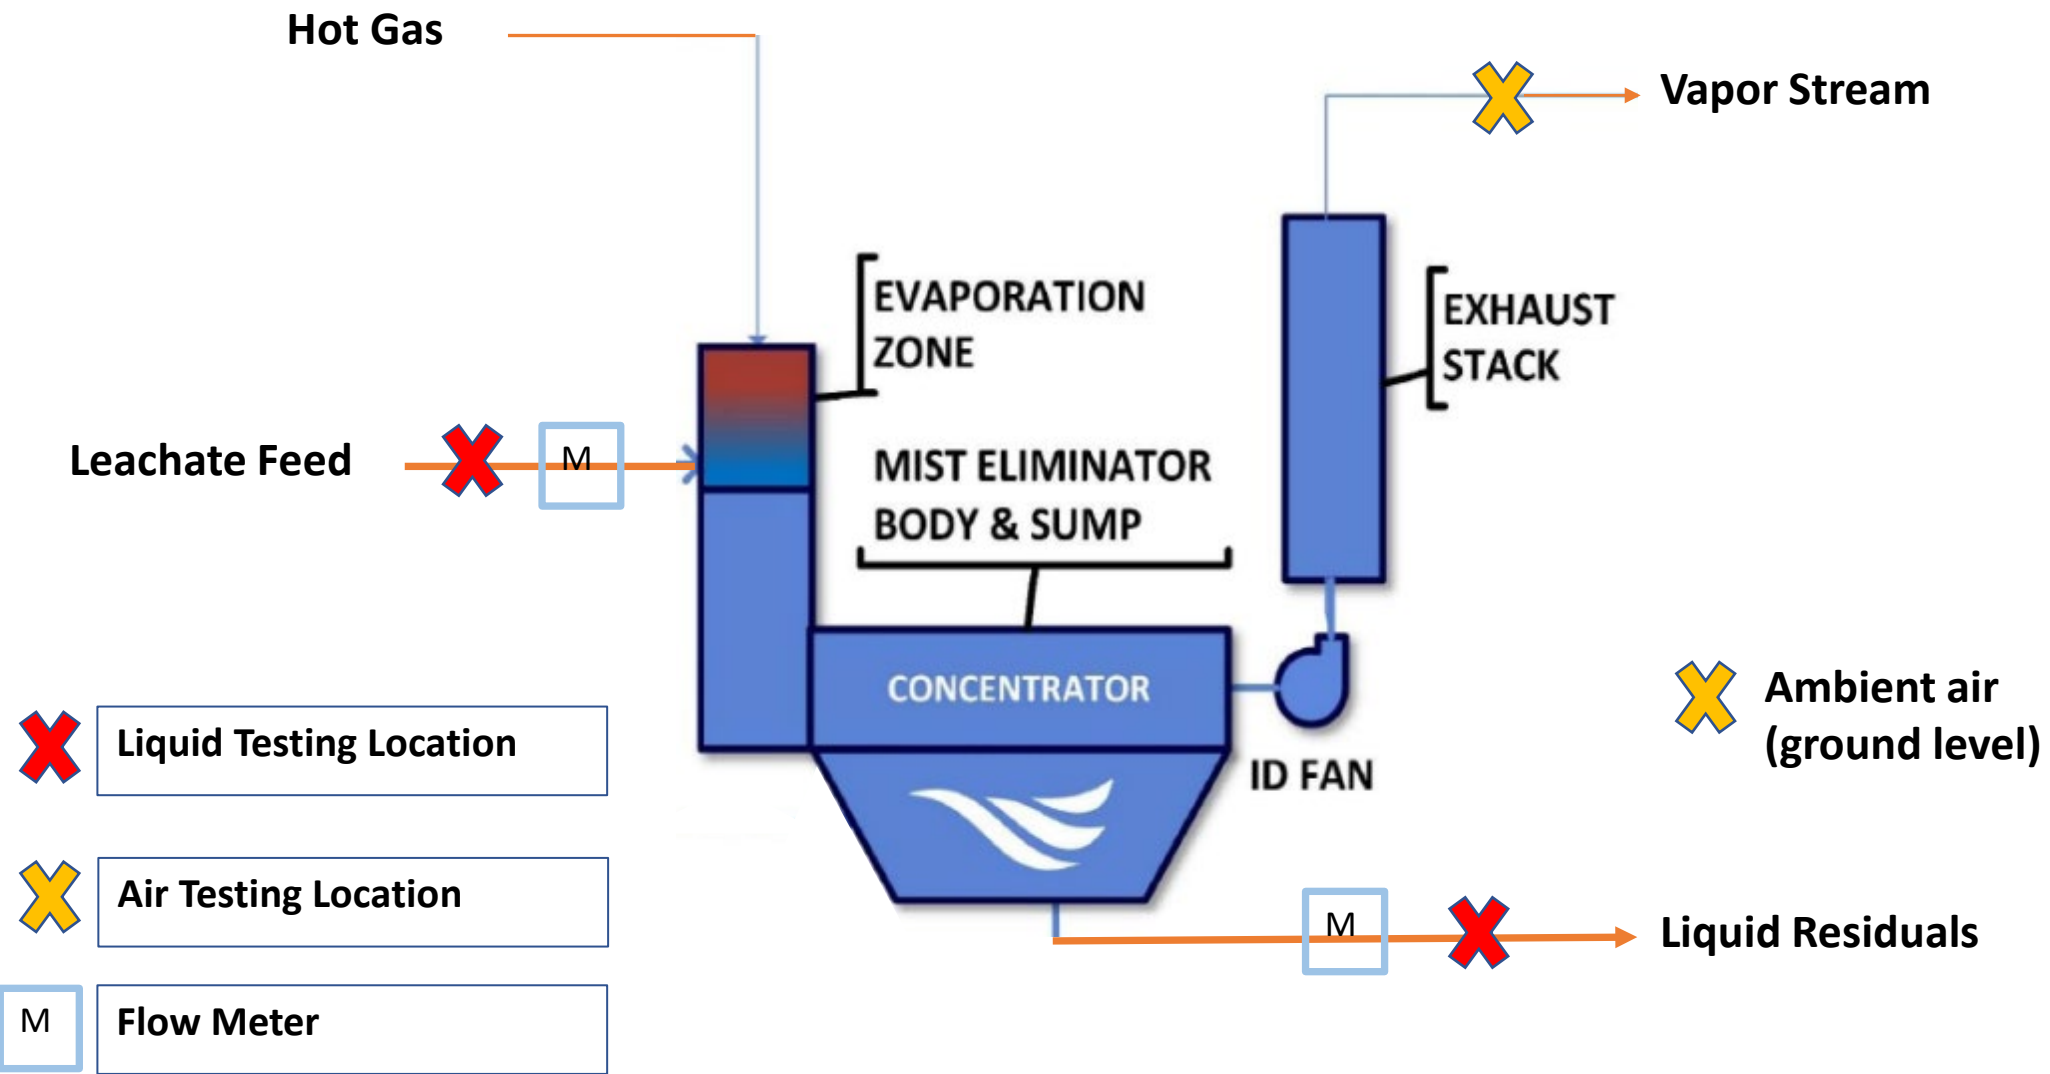 Hot Gas
Vapor Stream
EVAPORATION
ZONE
EXHAUST
STACK
Leachate Feed
M
MIST ELIMINATOR
BODY & SUMP
CONCENTRATOR
ID FAN
Ambient air
(ground level)
Liquid Testing Location
Air Testing Location
M
Liquid Residuals
M
Flow Meter